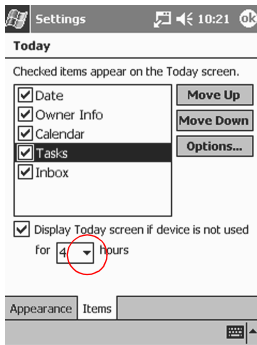 Settings 10:21 ok
Today
Checked items appear on the Today screen.
Date
Owner Info
Calendar
Tasks
Inbox
Move Up
Move Down
Options...
Display Today screen if device is not used
for 4 hours
Appearance Items